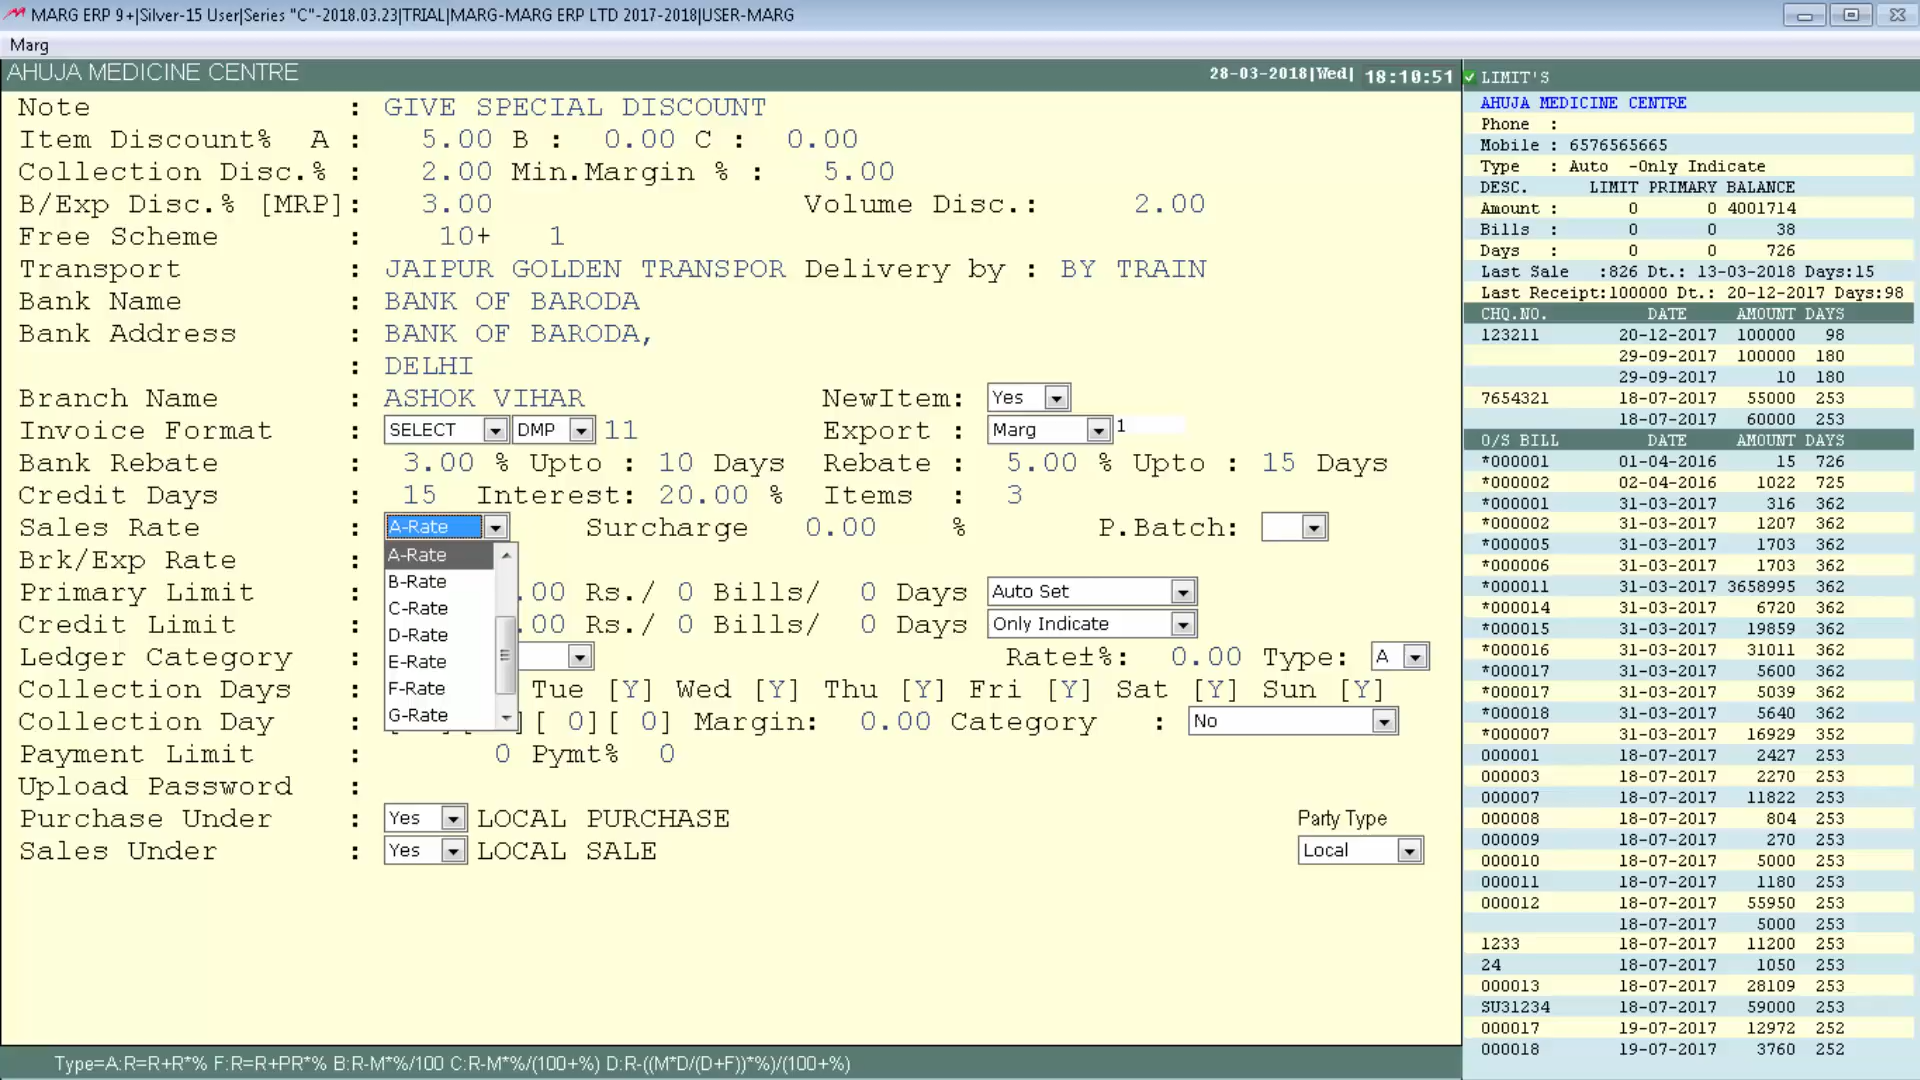 MARG ERP 9+|Silver-15 User|Series "C"-2018.03.23|TRIAL|MARG-MARG ERP LTD 2017-2018|USER-MARG
Marg
AHUJA MEDICINE CENTRE 28-03-2018|Wed| 18:10:51
Note : GIVE SPECIAL DISCOUNT
Item Discount% A : 5.00 B : 0.00 C : 0.00
Collection Disc.% : 2.00 Min.Margin % : 5.00
B/Exp Disc.% [MRP]: 3.00 Volume Disc.: 2.00
Free Scheme : 10+ 1
Transport : JAIPUR GOLDEN TRANSPOR Delivery by : BY TRAIN
Bank Name : BANK OF BARODA
Bank Address : BANK OF BARODA,
: DELHI
Branch Name : ASHOK VIHAR NewItem: Yes
Invoice Format : SELECT DMP 11 Export : Marg 1
Bank Rebate : 3.00 % Upto : 10 Days Rebate : 5.00 % Upto : 15 Days
Credit Days : 15 Interest: 20.00 % Items : 3
Sales Rate : A-Rate Surcharge 0.00 % P.Batch:
A-Rate
B-Rate
C-Rate
D-Rate
E-Rate
F-Rate
G-Rate
Brk/Exp Rate :
Primary Limit : .00 Rs./ 0 Bills/ 0 Days Auto Set
Credit Limit : .00 Rs./ 0 Bills/ 0 Days Only Indicate
Ledger Category : Rate±%: 0.00 Type: A
Collection Days : Tue [Y] Wed [Y] Thu [Y] Fri [Y] Sat [Y] Sun [Y]
Collection Day : [ ][ 0][ 0] Margin: 0.00 Category : No
Payment Limit : 0 Pymt% 0
Upload Password :
Purchase Under : Yes LOCAL PURCHASE Party Type
Sales Under : Yes LOCAL SALE Local
Type=A:R=R+R*% F:R=R+PR*% B:R-M*%/100 C:R-M*%/(100+%) D:R-((M*D/(D+F))*%)/(100+%)
LIMIT'S
AHUJA MEDICINE CENTRE
Phone :
Mobile : 6576565665
Type : Auto -Only Indicate
DESC. LIMIT PRIMARY BALANCE
Amount : 0 0 4001714
Bills : 0 0 38
Days : 0 0 726
Last Sale :826 Dt.: 13-03-2018 Days:15
Last Receipt:100000 Dt.: 20-12-2017 Days:98
CHQ.NO. DATE AMOUNT DAYS
123211 20-12-2017 100000 98
29-09-2017 100000 180
29-09-2017 10 180
7654321 18-07-2017 55000 253
18-07-2017 60000 253
O/S BILL DATE AMOUNT DAYS
*000001 01-04-2016 15 726
*000002 02-04-2016 1022 725
*000001 31-03-2017 316 362
*000002 31-03-2017 1207 362
*000005 31-03-2017 1703 362
*000006 31-03-2017 1703 362
*000011 31-03-2017 3658995 362
*000014 31-03-2017 6720 362
*000015 31-03-2017 19859 362
*000016 31-03-2017 31011 362
*000017 31-03-2017 5600 362
*000017 31-03-2017 5039 362
*000018 31-03-2017 5640 362
*000007 31-03-2017 16929 352
000001 18-07-2017 2427 253
000003 18-07-2017 2270 253
000007 18-07-2017 11822 253
000008 18-07-2017 804 253
000009 18-07-2017 270 253
000010 18-07-2017 5000 253
000011 18-07-2017 1180 253
000012 18-07-2017 55950 253
18-07-2017 5000 253
1233 18-07-2017 11200 253
24 18-07-2017 1050 253
000013 18-07-2017 28109 253
SU31234 18-07-2017 59000 253
000017 19-07-2017 12972 252
000018 19-07-2017 3760 252